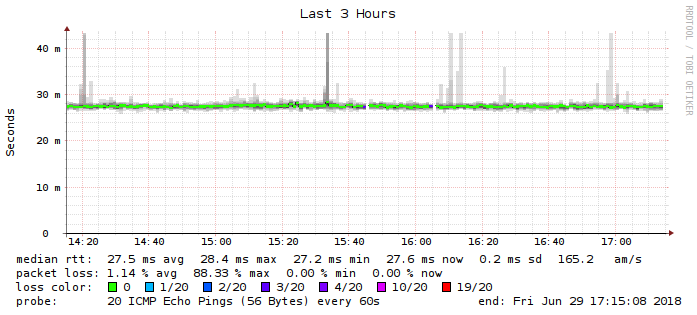 Last 3 Hours
RRDTOOL / TOBI OETIKER
Seconds
40 m
30 m
20 m
10 m
0
14:20 14:40 15:00 15:20 15:40 16:00 16:20 16:40 17:00
median rtt: 27.5 ms avg 28.4 ms max 27.2 ms min 27.6 ms now 0.2 ms sd 165.2 am/s
packet loss: 1.14 % avg 88.33 % max 0.00 % min 0.00 % now
loss color: 0 1/20 2/20 3/20 4/20 10/20 19/20
probe: 20 ICMP Echo Pings (56 Bytes) every 60s end: Fri Jun 29 17:15:08 2018